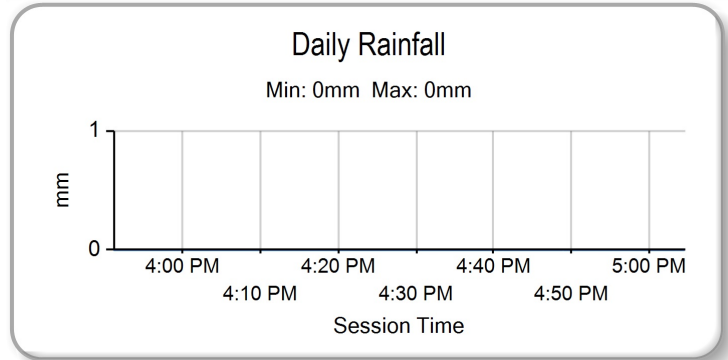 Daily Rainfall
Min: 0mm  Max: 0mm
1
mm
0
4:00 PM 4:20 PM 4:40 PM 5:00 PM
4:10 PM 4:30 PM 4:50 PM
Session Time